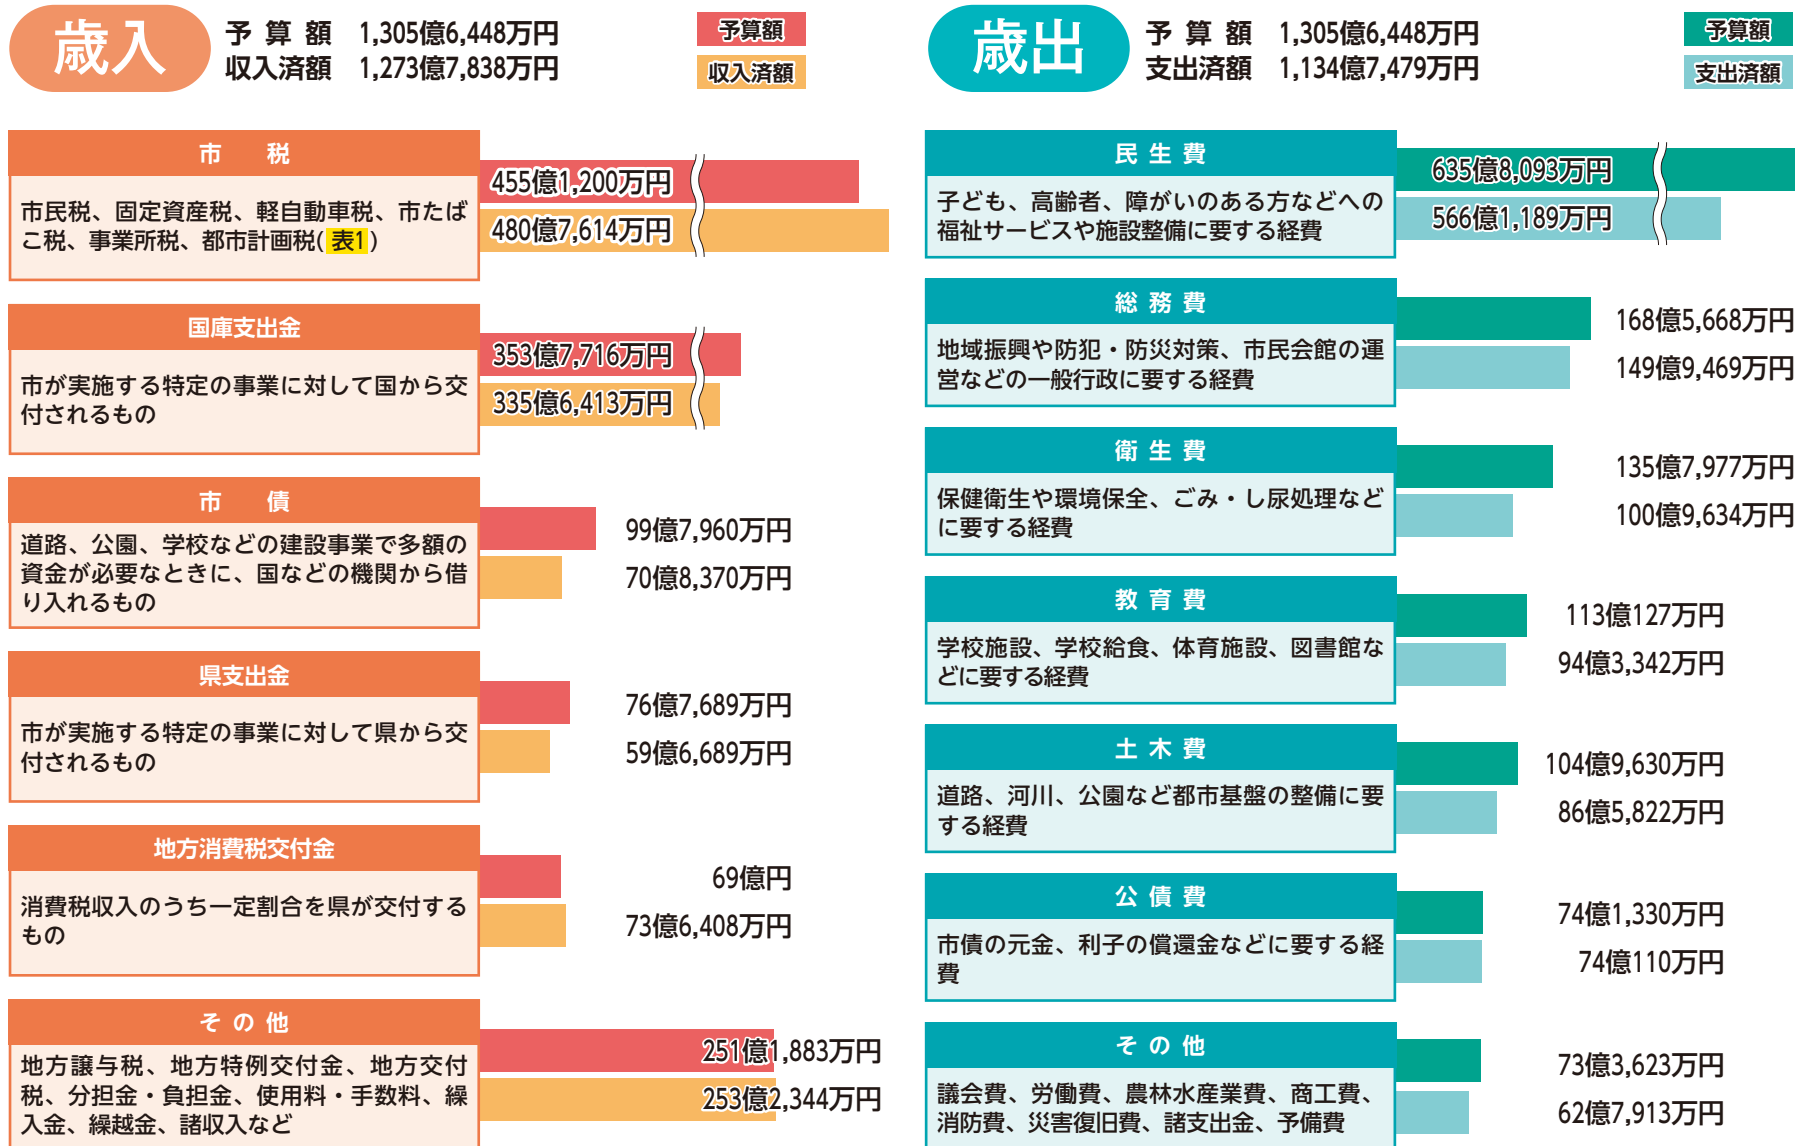 歳入
予算額 1,305億6,448万円
収入済額 1,273億7,838万円
予算額
収入済額
市税
市民税、固定資産税、軽自動車税、市たば
こ税、事業所税、都市計画税(表1)
455億1,200万円
480億7,614万円
国庫支出金
市が実施する特定の事業に対して国から交
付されるもの
353億7,716万円
335億6,413万円
市債
道路、公園、学校などの建設事業で多額の
資金が必要なときに、国などの機関から借
り入れるもの
99億7,960万円
70億8,370万円
県支出金
市が実施する特定の事業に対して県から交
付されるもの
76億7,689万円
59億6,689万円
地方消費税交付金
消費税収入のうち一定割合を県が交付する
もの
69億円
73億6,408万円
その他
地方譲与税、地方特例交付金、地方交付
税、分担金・負担金、使用料・手数料、繰
入金、繰越金、諸収入など
251億1,883万円
253億2,344万円
歳出
予算額 1,305億6,448万円
支出済額 1,134億7,479万円
予算額
支出済額
民生費
子ども、高齢者、障がいのある方などへの
福祉サービスや施設整備に要する経費
635億8,093万円
566億1,189万円
総務費
地域振興や防犯・防災対策、市民会館の運
営などの一般行政に要する経費
168億5,668万円
149億9,469万円
衛生費
保健衛生や環境保全、ごみ・し尿処理など
に要する経費
135億7,977万円
100億9,634万円
教育費
学校施設、学校給食、体育施設、図書館な
どに要する経費
113億127万円
94億3,342万円
土木費
道路、河川、公園など都市基盤の整備に要
する経費
104億9,630万円
86億5,822万円
公債費
市債の元金、利子の償還金などに要する経
費
74億1,330万円
74億110万円
その他
議会費、労働費、農林水産業費、商工費、
消防費、災害復旧費、諸支出金、予備費
73億3,623万円
62億7,913万円